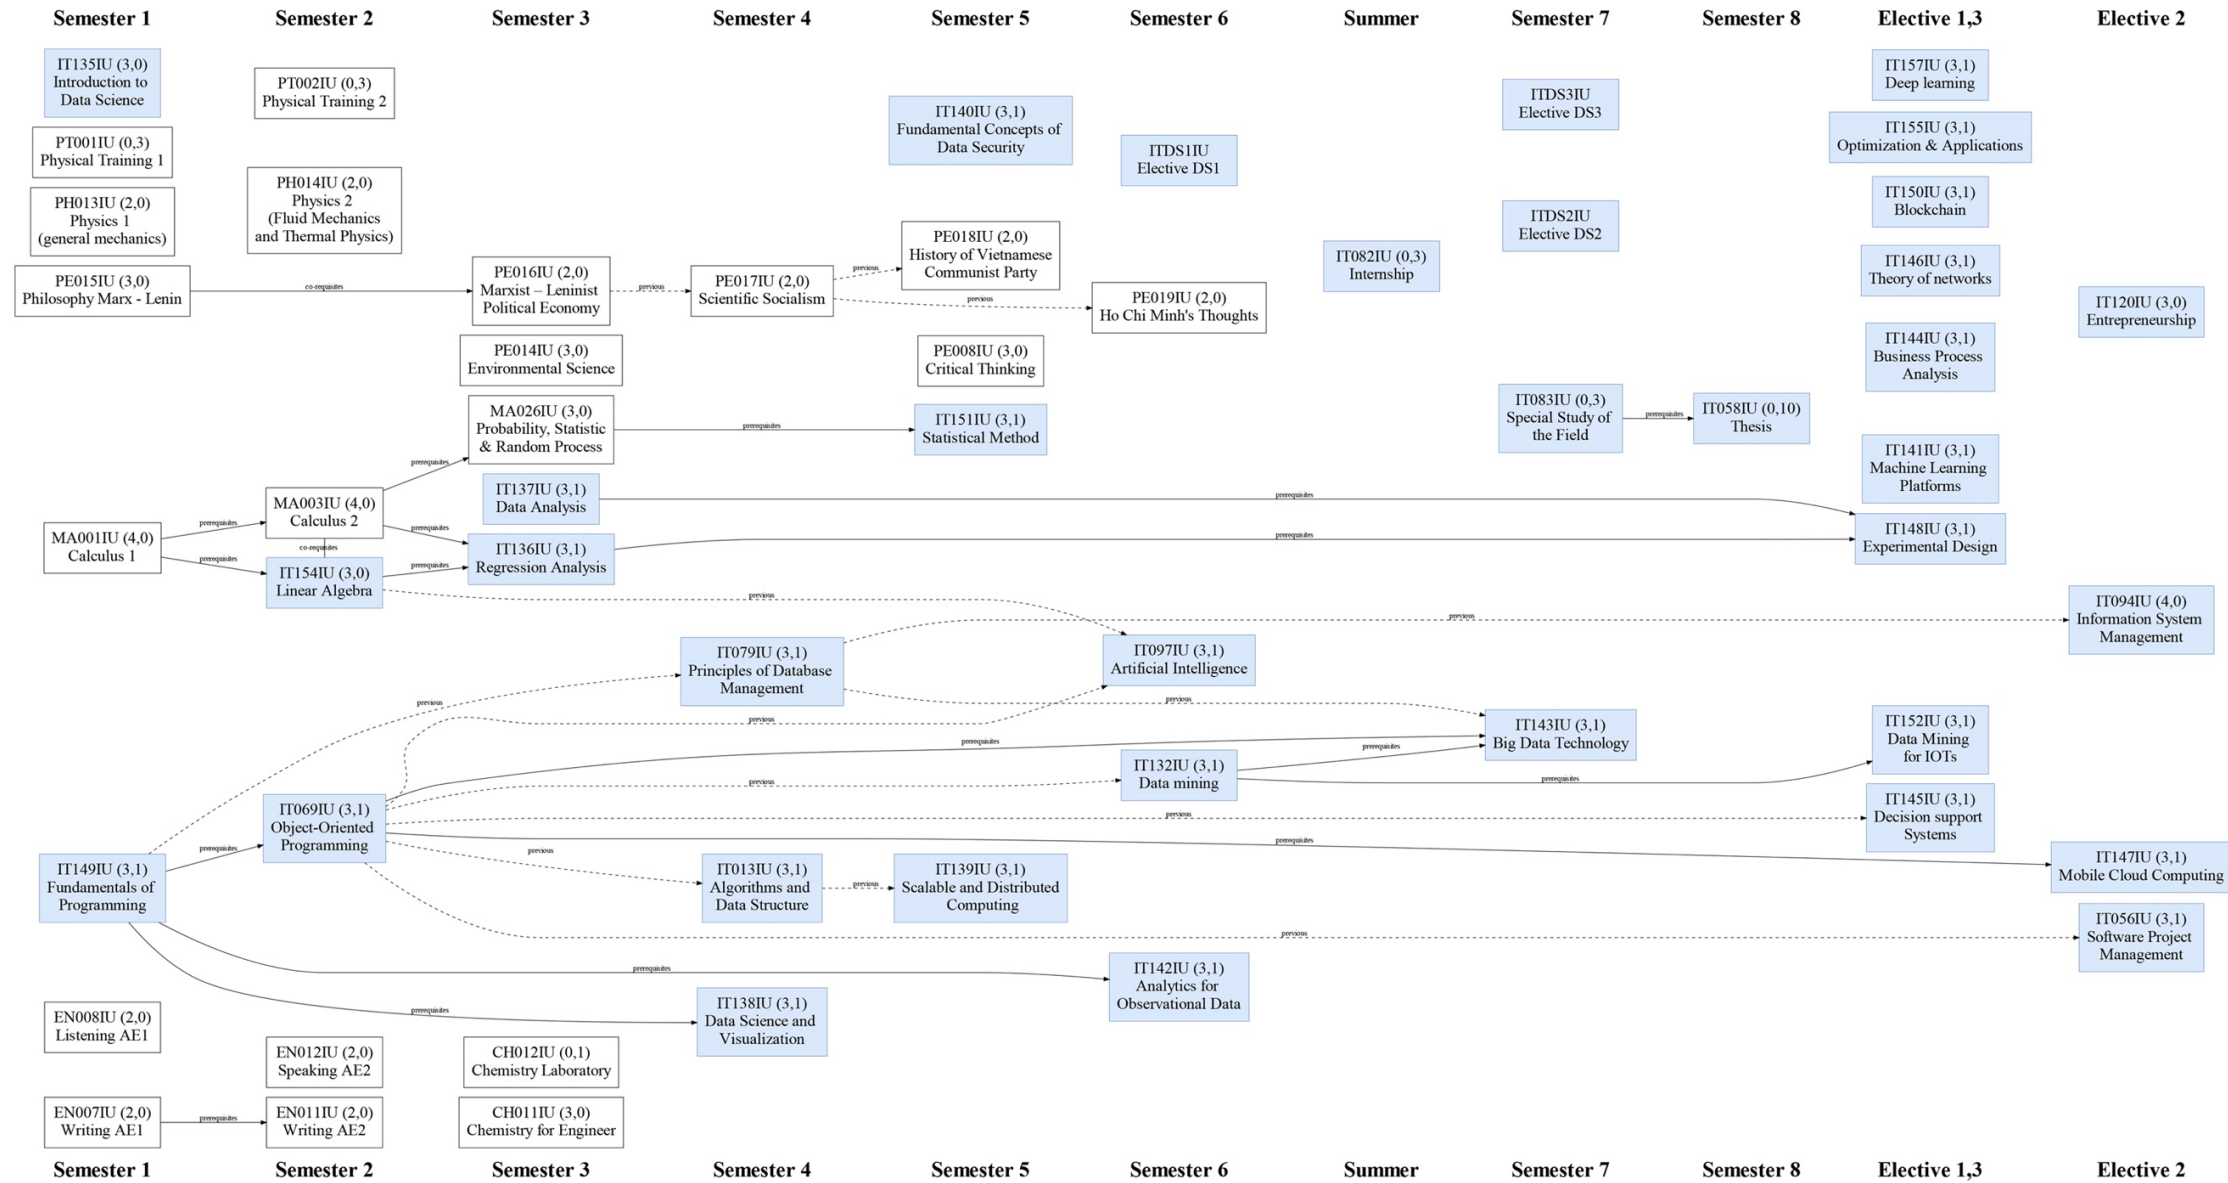 Semester 1
Semester 2
Semester 3
Semester 4
Semester 5
Semester 6
Summer
Semester 7
Semester 8
Elective 1,3
Elective 2
IT135IU (3,0)
Introduction to
Data Science
PT001IU (0,3)
Physical Training 1
PH013IU (2,0)
Physics 1
(general mechanics)
PE015IU (3,0)
Philosophy Marx - Lenin
co-requisites
MA001IU (4,0)
Calculus 1
prerequisites
prerequisites
IT149IU (3,1)
Fundamentals of
Programming
previous
prerequisites
prerequisites
prerequisites
EN008IU (2,0)
Listening AE1
EN007IU (2,0)
Writing AE1
prerequisites
PT002IU (0,3)
Physical Training 2
PH014IU (2,0)
Physics 2
(Fluid Mechanics
and Thermal Physics)
MA003IU (4,0)
Calculus 2
co-requisites
prerequisites
prerequisites
IT154IU (3,0)
Linear Algebra
prerequisites
previous
IT069IU (3,1)
Object-Oriented
Programming
previous
prerequisites
previous
previous
prerequisites
previous
previous
EN012IU (2,0)
Speaking AE2
EN011IU (2,0)
Writing AE2
PE016IU (2,0)
Marxist – Leninist
Political Economy
previous
PE014IU (3,0)
Environmental Science
MA026IU (3,0)
Probability, Statistic
& Random Process
prerequisites
IT137IU (3,1)
Data Analysis
prerequisites
IT136IU (3,1)
Regression Analysis
prerequisites
CH012IU (0,1)
Chemistry Laboratory
CH011IU (3,0)
Chemistry for Engineer
PE017IU (2,0)
Scientific Socialism
previous
previous
IT079IU (3,1)
Principles of Database
Management
previous
previous
IT013IU (3,1)
Algorithms and
Data Structure
previous
IT138IU (3,1)
Data Science and
Visualization
IT140IU (3,1)
Fundamental Concepts of
Data Security
PE018IU (2,0)
History of Vietnamese
Communist Party
PE008IU (3,0)
Critical Thinking
IT151IU (3,1)
Statistical Method
IT139IU (3,1)
Scalable and Distributed
Computing
ITDS1IU
Elective DS1
PE019IU (2,0)
Ho Chi Minh's Thoughts
IT097IU (3,1)
Artificial Intelligence
IT132IU (3,1)
Data mining
prerequisites
prerequisites
IT142IU (3,1)
Analytics for
Observational Data
IT082IU (0,3)
Internship
ITDS3IU
Elective DS3
ITDS2IU
Elective DS2
IT083IU (0,3)
Special Study of
the Field
prerequisites
IT143IU (3,1)
Big Data Technology
IT058IU (0,10)
Thesis
IT157IU (3,1)
Deep learning
IT155IU (3,1)
Optimization & Applications
IT150IU (3,1)
Blockchain
IT146IU (3,1)
Theory of networks
IT144IU (3,1)
Business Process
Analysis
IT141IU (3,1)
Machine Learning
Platforms
IT148IU (3,1)
Experimental Design
IT152IU (3,1)
Data Mining
for IOTs
IT145IU (3,1)
Decision support
Systems
IT120IU (3,0)
Entrepreneurship
IT094IU (4,0)
Information System
Management
IT147IU (3,1)
Mobile Cloud Computing
IT056IU (3,1)
Software Project
Management
Semester 1
Semester 2
Semester 3
Semester 4
Semester 5
Semester 6
Summer
Semester 7
Semester 8
Elective 1,3
Elective 2